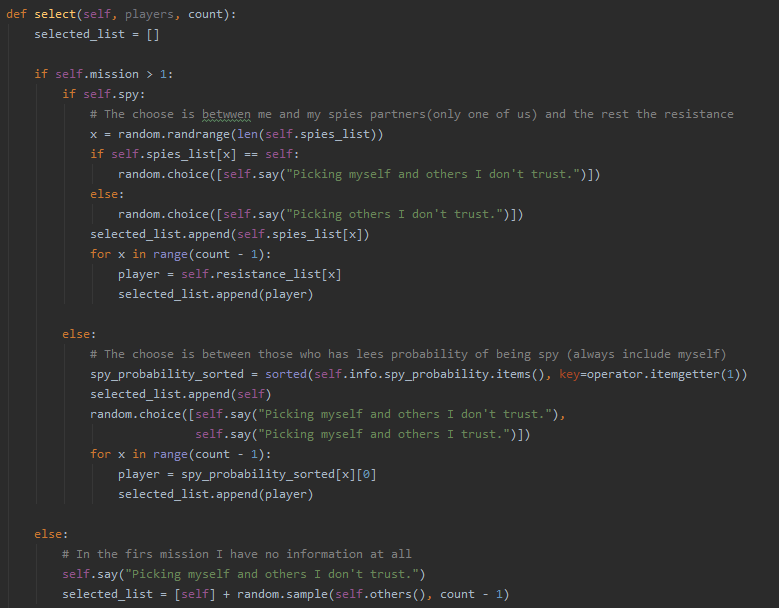 def select(self, players, count):
    selected_list = []

    if self.mission > 1:
        if self.spy:
            # The choose is betwwen me and my spies partners(only one of us) and the rest the resistance
            x = random.randrange(len(self.spies_list))
            if self.spies_list[x] == self:
                random.choice([self.say("Picking myself and others I don't trust.")])
            else:
                random.choice([self.say("Picking others I don't trust.")])
            selected_list.append(self.spies_list[x])
            for x in range(count - 1):
                player = self.resistance_list[x]
                selected_list.append(player)

        else:
            # The choose is between those who has lees probability of being spy (always include myself)
            spy_probability_sorted = sorted(self.info.spy_probability.items(), key=operator.itemgetter(1))
            selected_list.append(self)
            random.choice([self.say("Picking myself and others I don't trust."),
                           self.say("Picking myself and others I trust.")])
            for x in range(count - 1):
                player = spy_probability_sorted[x][0]
                selected_list.append(player)

    else:
        # In the firs mission I have no information at all
        self.say("Picking myself and others I don't trust.")
        selected_list = [self] + random.sample(self.others(), count - 1)